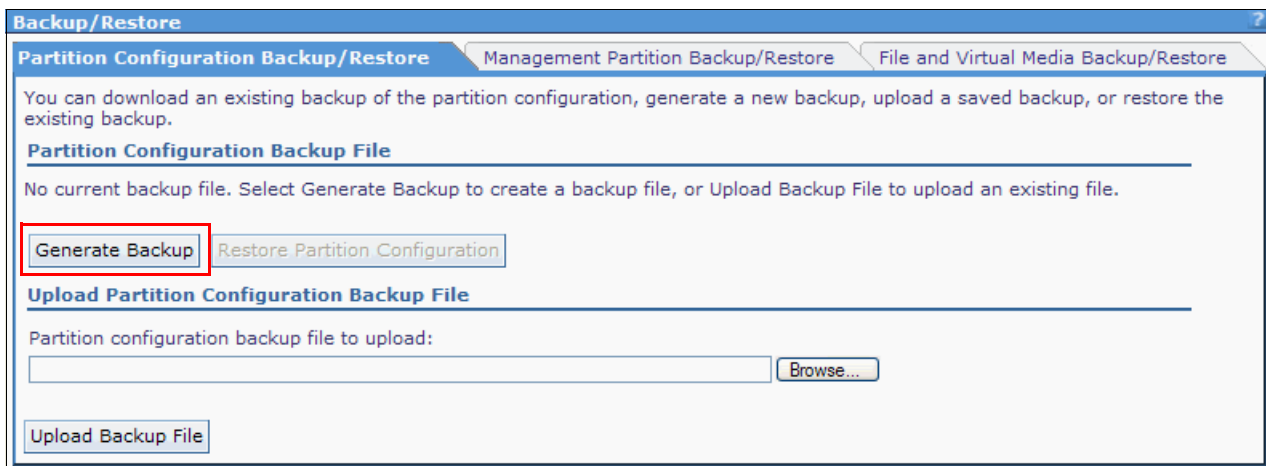 Backup/Restore ?
Partition Configuration Backup/Restore Management Partition Backup/Restore File and Virtual Media Backup/Restore
You can download an existing backup of the partition configuration, generate a new backup, upload a saved backup, or restore the
existing backup.
Partition Configuration Backup File
No current backup file. Select Generate Backup to create a backup file, or Upload Backup File to upload an existing file.
Generate Backup Restore Partition Configuration
Upload Partition Configuration Backup File
Partition configuration backup file to upload:
Browse...
Upload Backup File